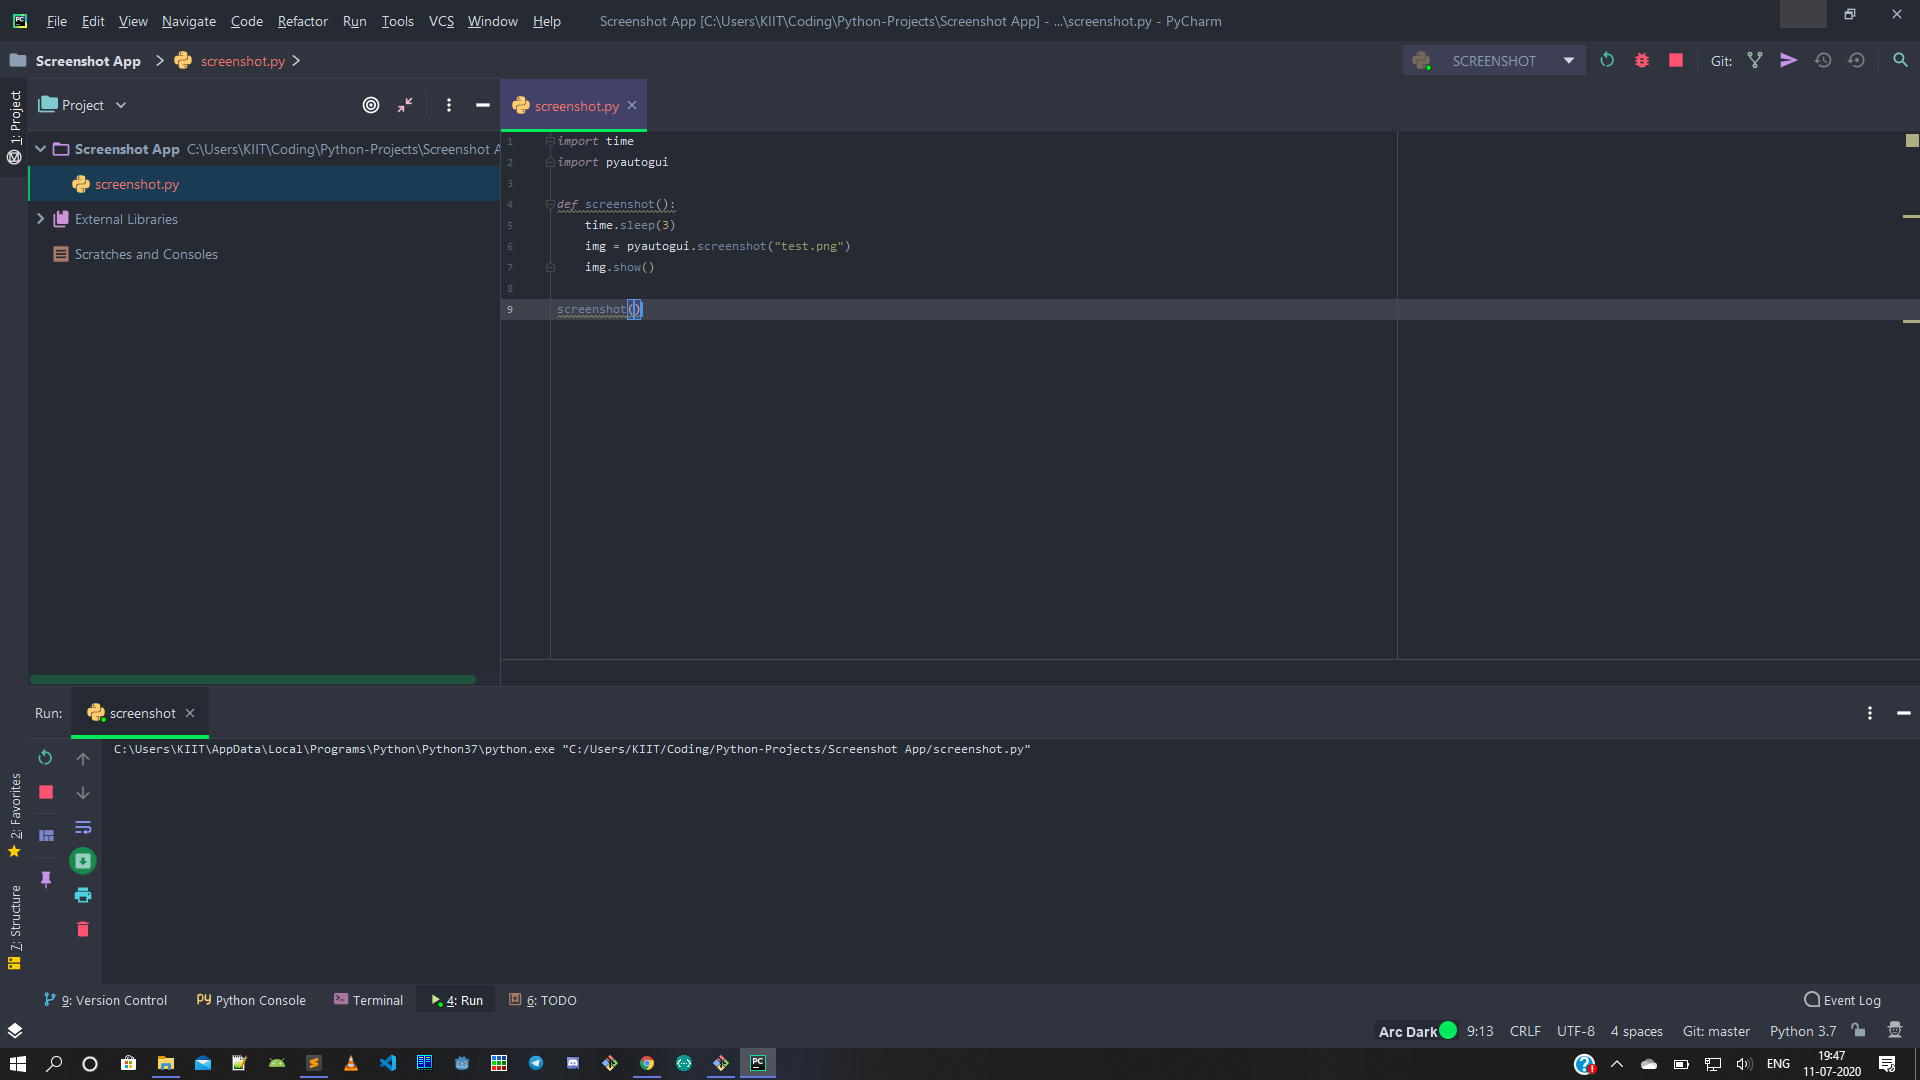 File Edit View Navigate Code Refactor Run Tools VCS Window Help Screenshot App [C:\Users\KIIT\Coding\Python-Projects\Screenshot App] - ...\screenshot.py - PyCharm
Screenshot App screenshot.py SCREENSHOT Git:
1: Project
Project
screenshot.py
Screenshot App C:\Users\KIIT\Coding\Python-Projects\Screenshot A
screenshot.py
External Libraries
Scratches and Consoles
1 import time
2 import pyautogui
3
4 def screenshot():
5 time.sleep(3)
6 img = pyautogui.screenshot("test.png")
7 img.show()
8
9 screenshot()
Run: screenshot
C:\Users\KIIT\AppData\Local\Programs\Python\Python37\python.exe "C:/Users/KIIT/Coding/Python-Projects/Screenshot App/screenshot.py"
2: Favorites
7: Structure
9: Version Control Python Console Terminal 4: Run 6: TODO Event Log
Arc Dark 9:13 CRLF UTF-8 4 spaces Git: master Python 3.7
ENG 19:47
11-07-2020